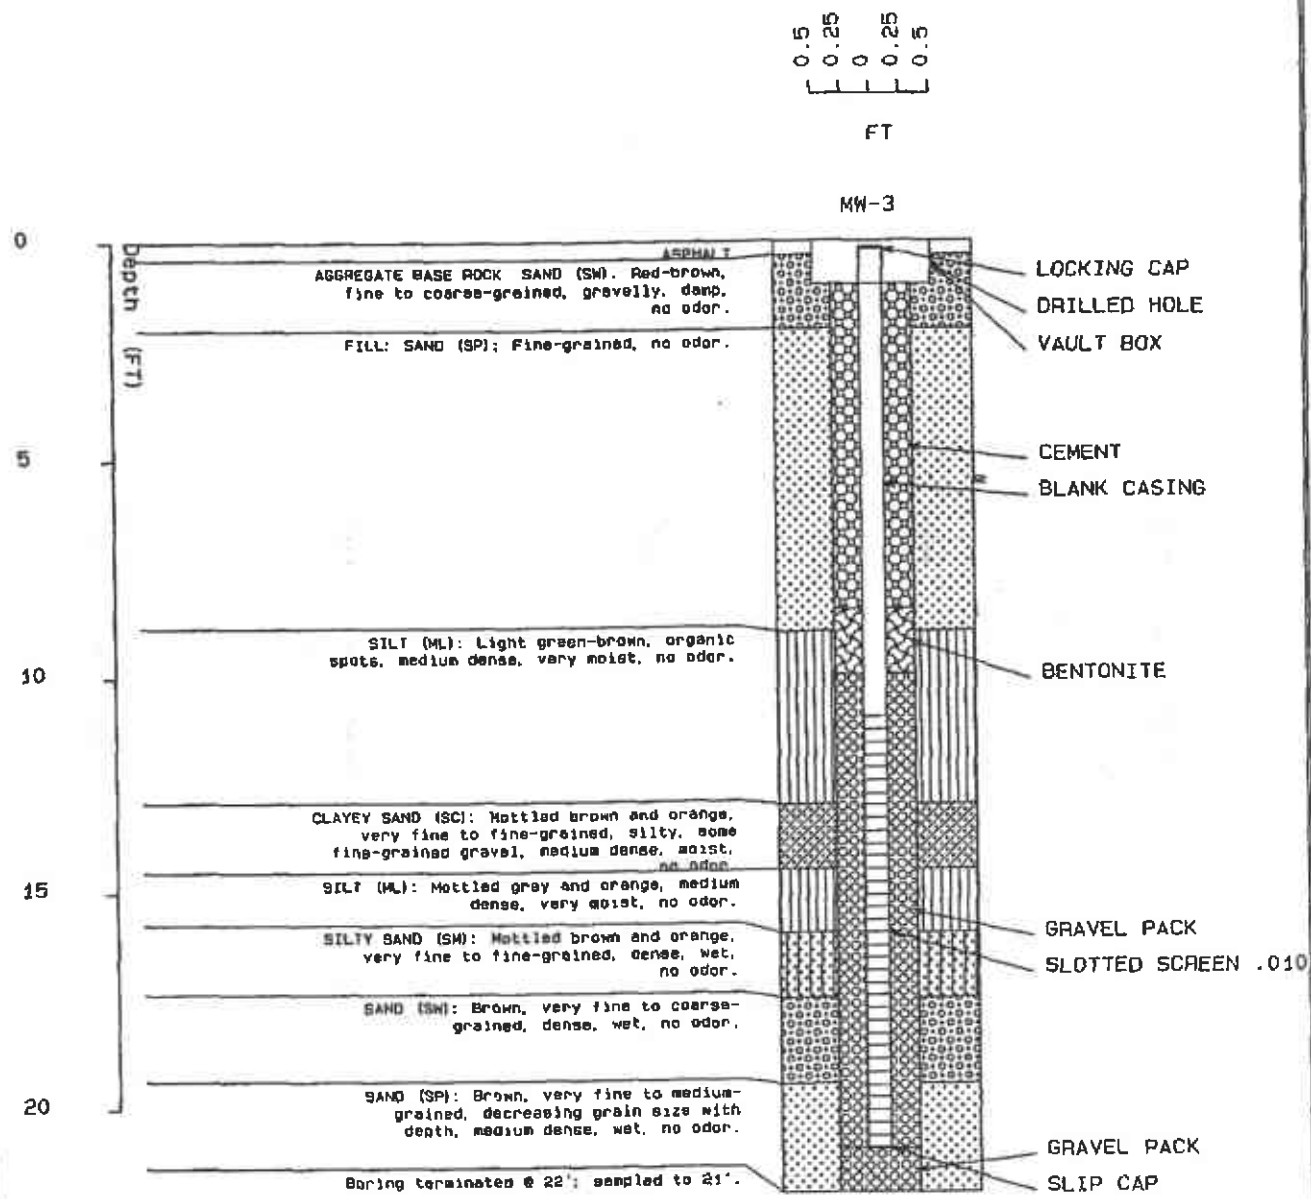 0.5
0.25
0
0.25
0.5
FT
MW-3
0
Depth (FT)
ASPHALT
AGGREGATE BASE ROCK SAND (SW). Red-brown,
fine to coarse-grained, gravelly, damp,
no odor.
FILL: SAND (SP); Fine-grained, no odor.
LOCKING CAP
DRILLED HOLE
VAULT BOX
5
CEMENT
BLANK CASING
SILT (ML): Light green-brown, organic
spots, medium dense, very moist, no odor.
10
BENTONITE
CLAYEY SAND (SC): Mottled brown and orange,
very fine to fine-grained, silty, some
fine-grained gravel, medium dense, moist,
no odor.
15
SILT (ML): Mottled gray and orange, medium
dense, very moist, no odor.
SILTY SAND (SM): Mottled brown and orange,
very fine to fine-grained, dense, wet,
no odor.
GRAVEL PACK
SLOTTED SCREEN .010
SAND (SW): Brown, very fine to coarse-
grained, dense, wet, no odor.
20
SAND (SP): Brown, very fine to medium-
grained, decreasing grain size with
depth, medium dense, wet, no odor.
GRAVEL PACK
SLIP CAP
Boring terminated @ 22'; sampled to 21'.